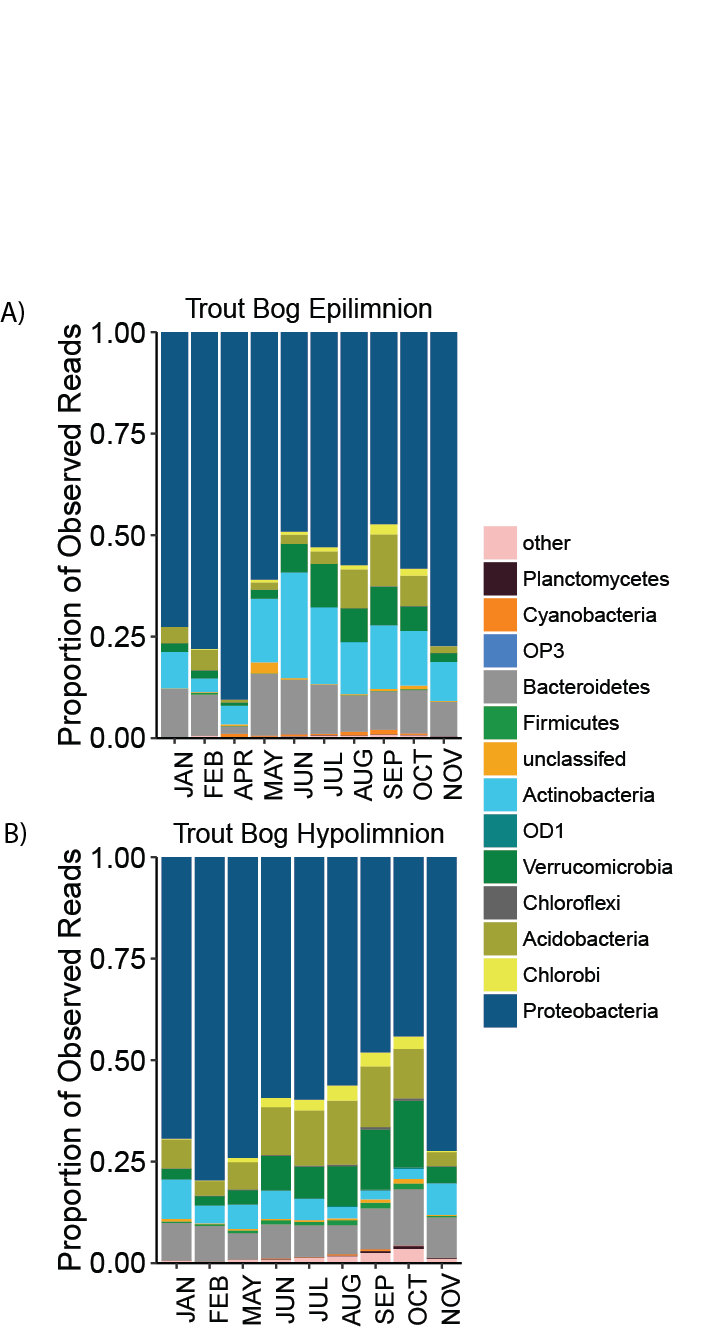 A)
Trout Bog Epilimnion
Proportion of Observed Reads
1.00
0.75
0.50
0.25
0.00
JAN
FEB
APR
MAY
JUN
JUL
AUG
SEP
OCT
NOV
B)
Trout Bog Hypolimnion
Proportion of Observed Reads
1.00
0.75
0.50
0.25
0.00
JAN
FEB
MAY
JUN
JUL
AUG
SEP
OCT
NOV
other
Planctomycetes
Cyanobacteria
OP3
Bacteroidetes
Firmicutes
unclassifed
Actinobacteria
OD1
Verrucomicrobia
Chloroflexi
Acidobacteria
Chlorobi
Proteobacteria